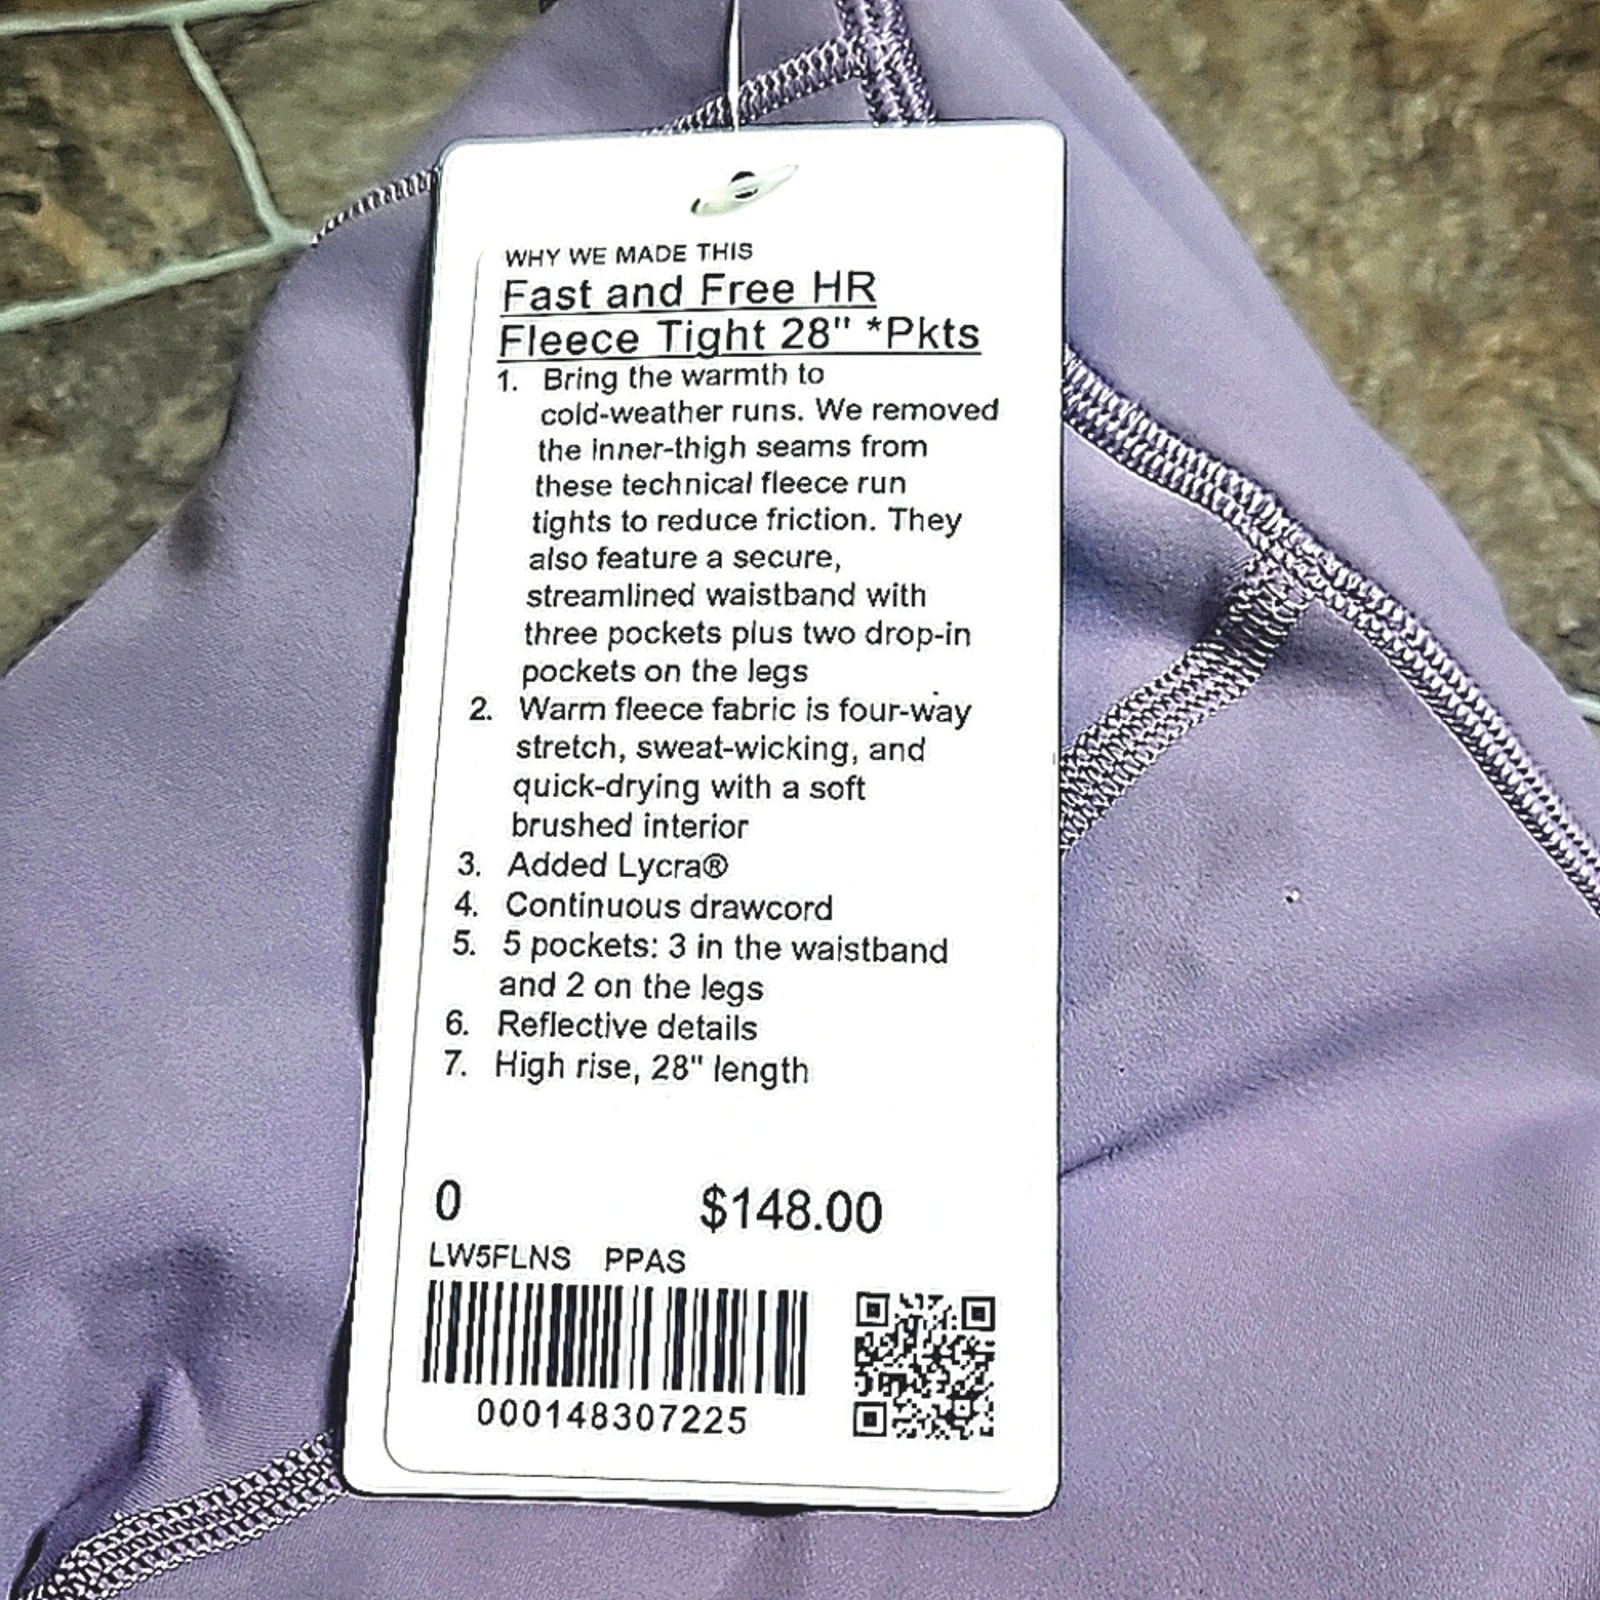 WHY WE MADE THIS
Fast and Free HR
Fleece Tight 28" *Pkts
1. Bring the warmth to
cold-weather runs. We removed
the inner-thigh seams from
these technical fleece run
tights to reduce friction. They
also feature a secure,
streamlined waistband with
three pockets plus two drop-in
pockets on the legs
2. Warm fleece fabric is four-way
stretch, sweat-wicking, and
quick-drying with a soft
brushed interior
3. Added Lycra®
4. Continuous drawcord
5. 5 pockets: 3 in the waistband
and 2 on the legs
6. Reflective details
7. High rise, 28" length
0 $148.00
LW5FLNS PPAS
000148307225